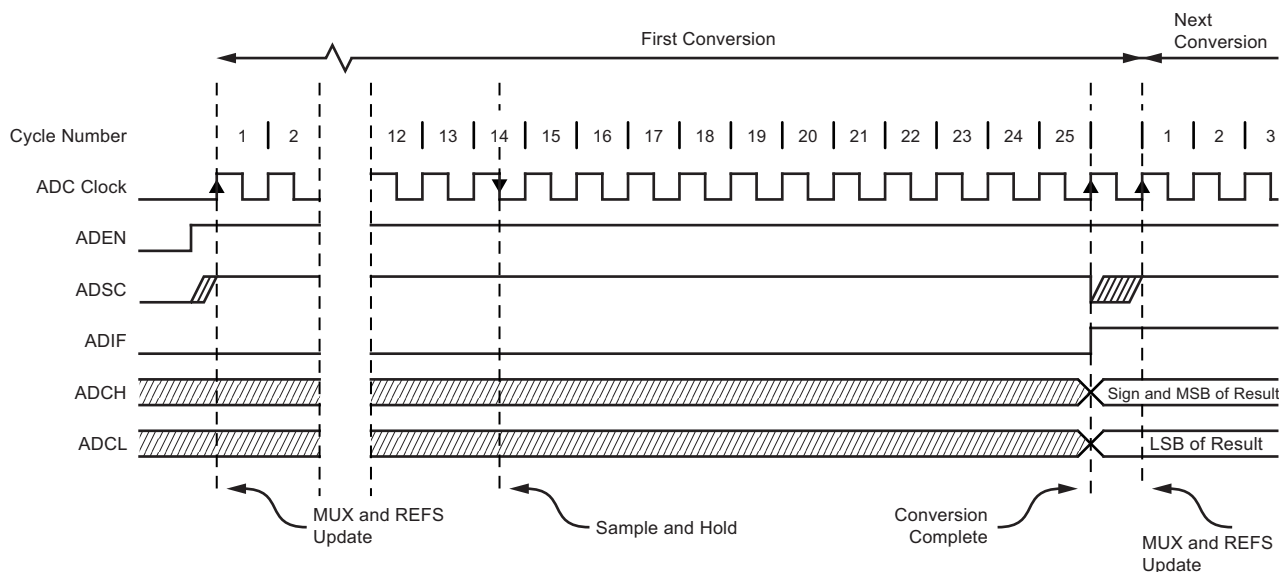 First Conversion
Next
Conversion
Cycle Number 1 2 12 13 14 15 16 17 18 19 20 21 22 23 24 25 1 2 3
ADC Clock
ADEN
ADSC
ADIF
ADCH Sign and MSB of Result
ADCL LSB of Result
MUX and REFS
Update
Sample and Hold
Conversion
Complete
MUX and REFS
Update